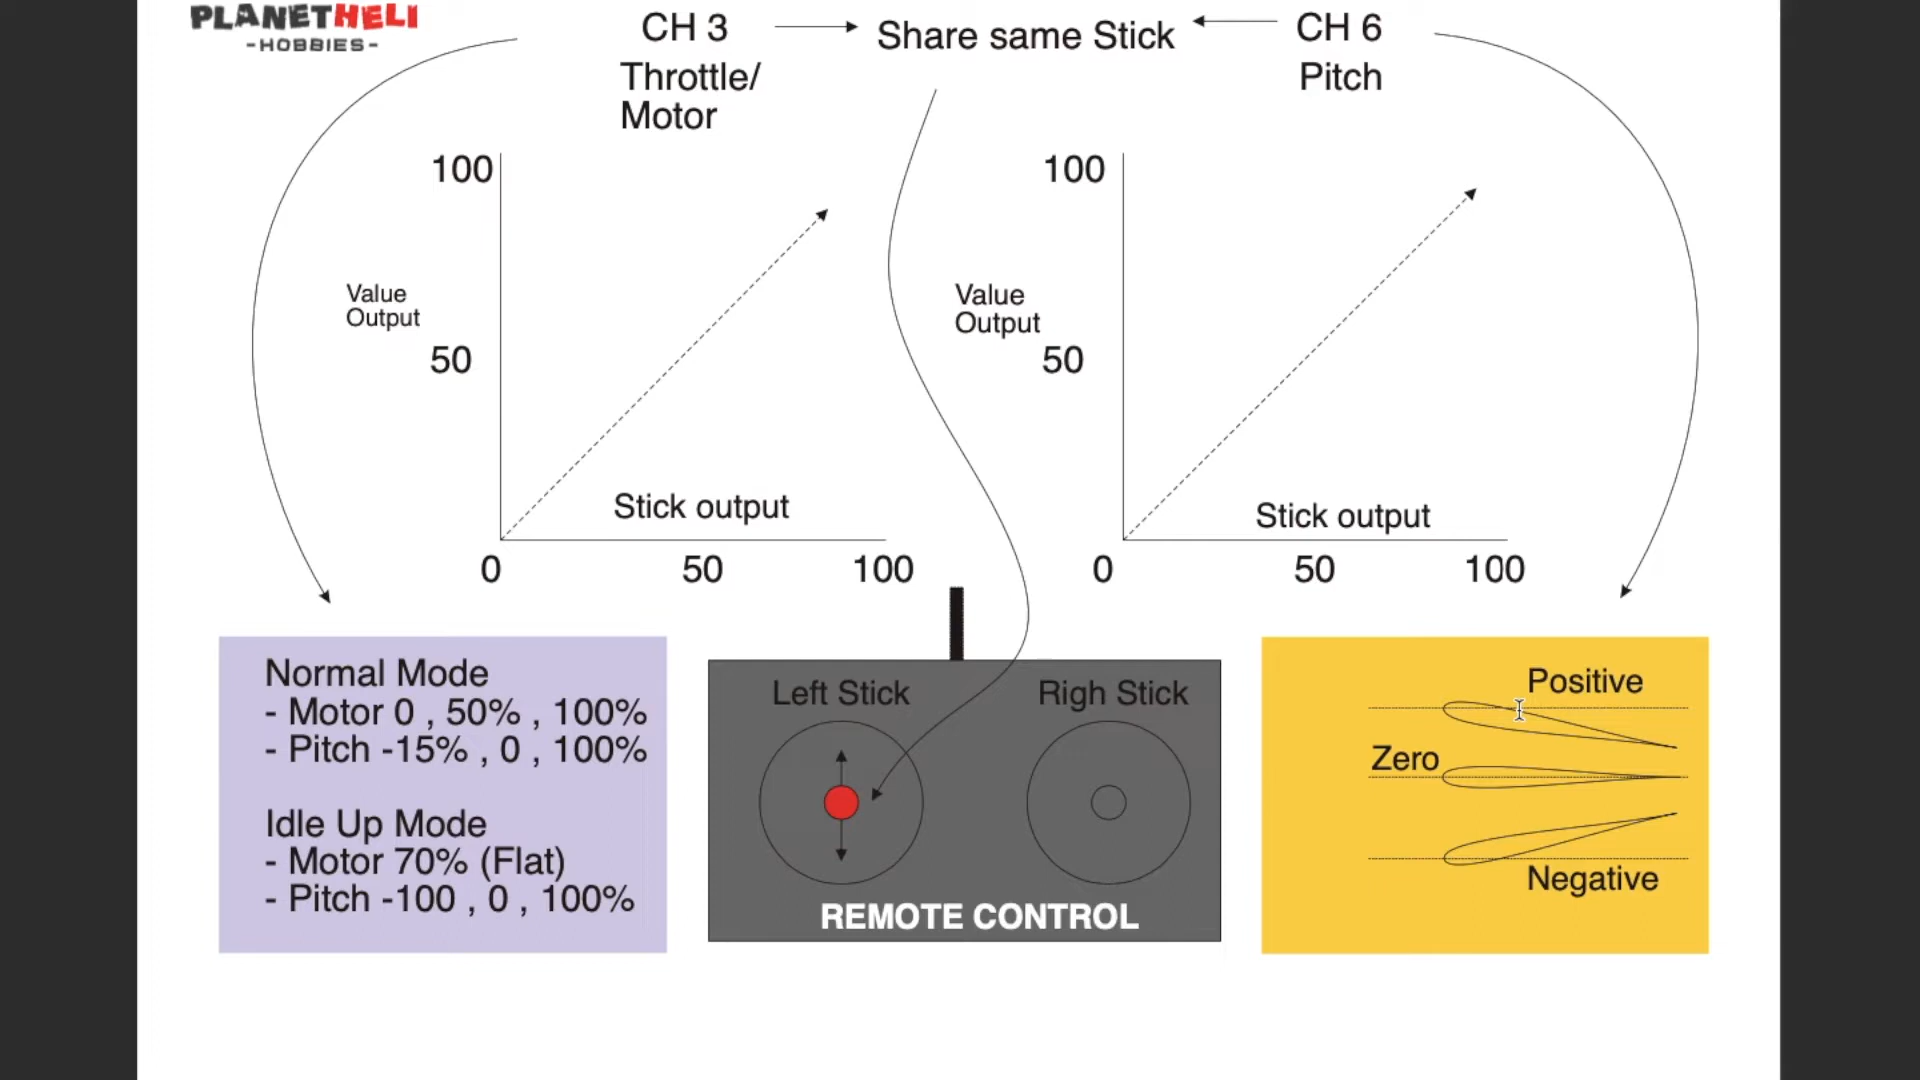 PLANETHELI
-HOBBIES-
CH 3
Share same Stick
CH 6
Throttle/
Motor
Pitch
100
Value
Output
50
Stick output
0 50 100
100
Value
Output
50
Stick output
0 50 100
Normal Mode
- Motor 0 , 50% , 100%
- Pitch -15% , 0 , 100%
Idle Up Mode
- Motor 70% (Flat)
- Pitch -100 , 0 , 100%
Left Stick
Righ Stick
REMOTE CONTROL
Positive
Zero
Negative